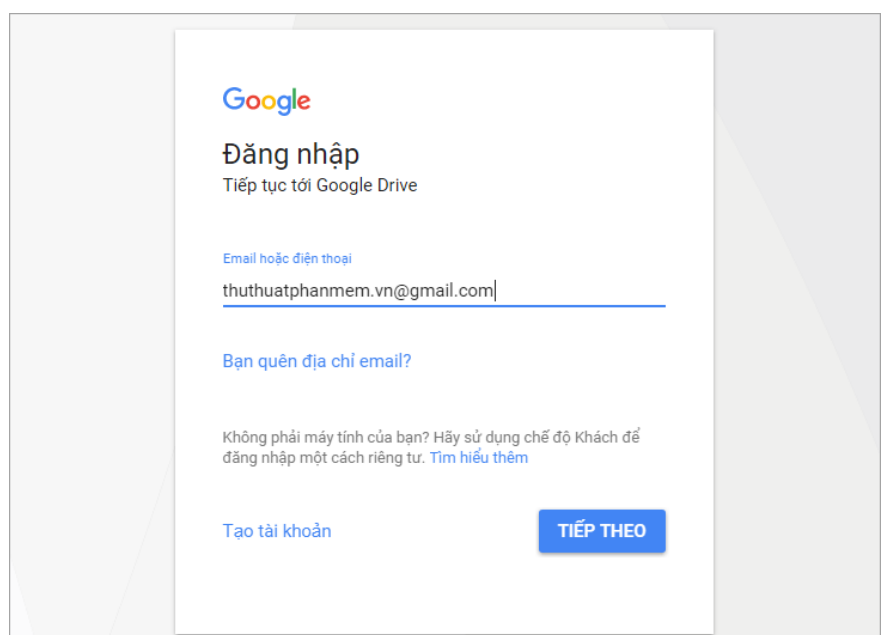 Google
Đăng nhập
Tiếp tục tới Google Drive
Email hoặc điện thoại
thuthuatphanmem.vn@gmail.com
Bạn quên địa chỉ email?
Không phải máy tính của bạn? Hãy sử dụng chế độ Khách để
đăng nhập một cách riêng tư. Tìm hiểu thêm
Tạo tài khoản
TIẾP THEO